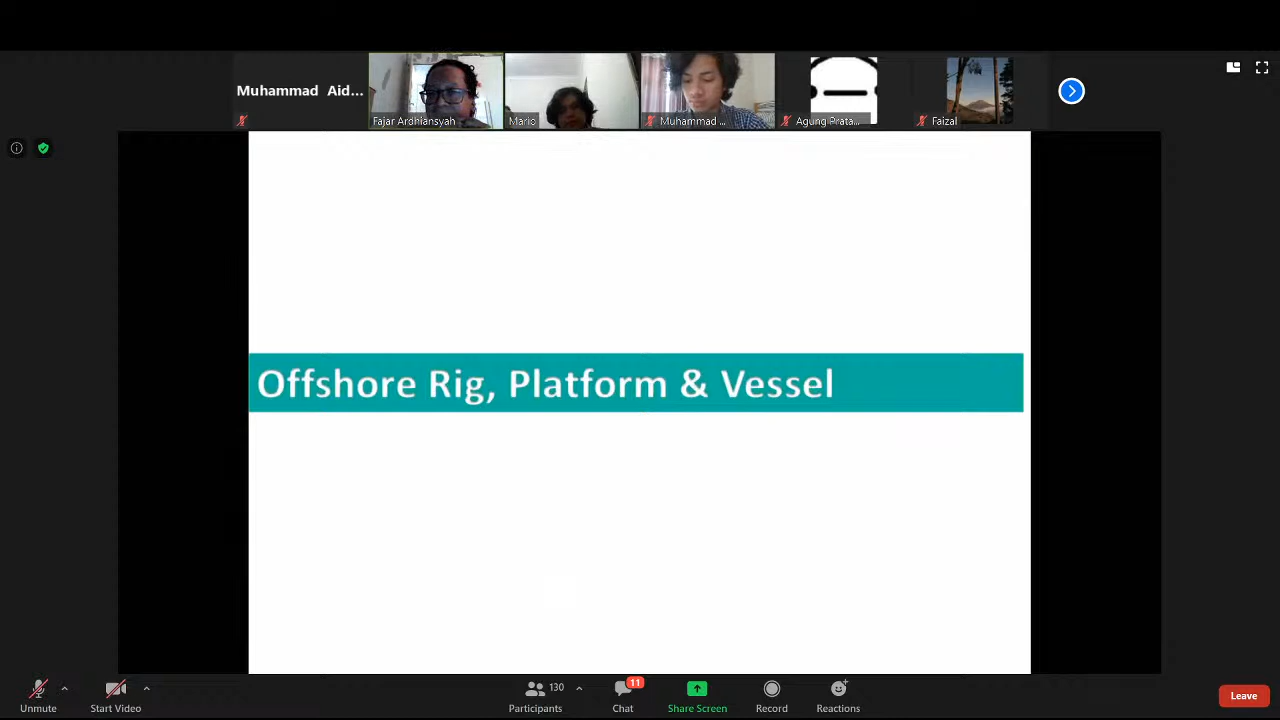 Muhammad Aid...
Fajar Ardhiansyah
Mario
Muhammad ...
Agung Prata...
Faizal
Offshore Rig, Platform & Vessel
Unmute
Start Video
130
Participants
11
Chat
Share Screen
Record
Reactions
Leave